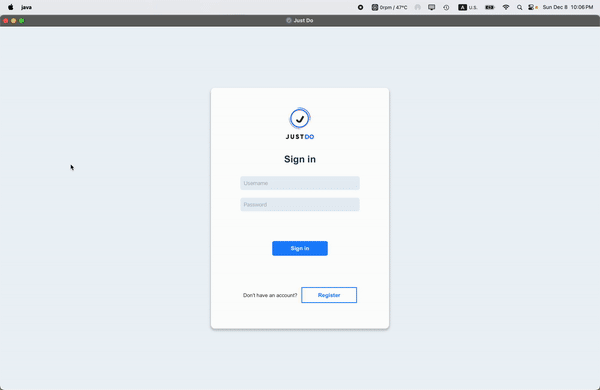 java
0rpm / 47°C
A U.S.
Sun Dec 8 10:06 PM
Just Do
JUSTDO
Sign in
Username
Password
Sign in
Don't have an account?
Register